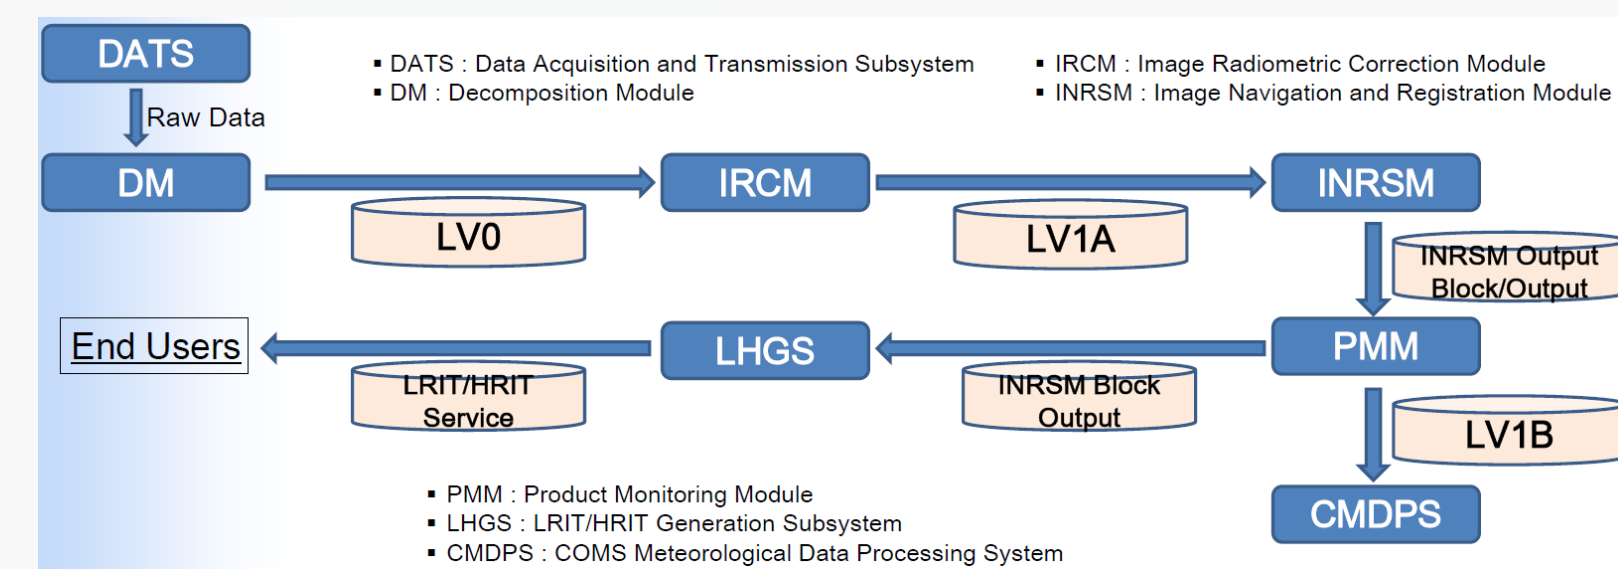 DATS
▪ DATS : Data Acquisition and Transmission Subsystem
▪ DM : Decomposition Module
▪ IRCM : Image Radiometric Correction Module
▪ INRSM : Image Navigation and Registration Module
Raw Data
DM
IRCM
INRSM
LV0
LV1A
INRSM Output
Block/Output
End Users
LHGS
PMM
LRIT/HRIT
Service
INRSM Block
Output
LV1B
▪ PMM : Product Monitoring Module
▪ LHGS : LRIT/HRIT Generation Subsystem
▪ CMDPS : COMS Meteorological Data Processing System
CMDPS